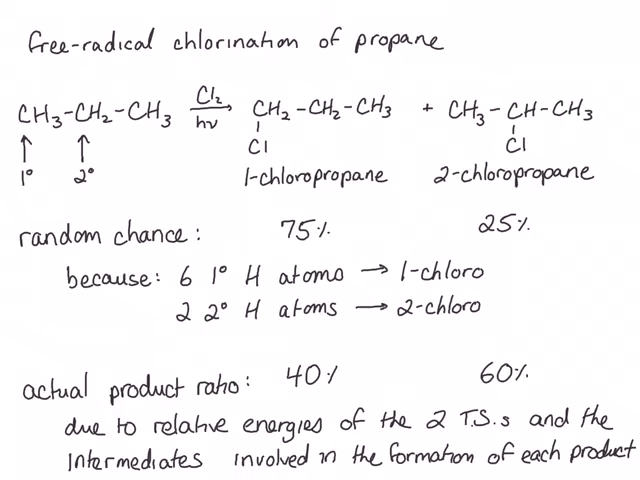 free-radical chlorination of propane
CH3-CH2-CH3 Cl2 hν → CH2-CH2-CH3 + CH3-CH-CH3
Cl Cl
1° 2° 1-chloropropane 2-chloropropane
random chance: 75% 25%
because: 6 1° H atoms → 1-chloro
2 2° H atoms → 2-chloro
actual product ratio: 40% 60%
due to relative energies of the 2 T.S.s and the
intermediates involved in the formation of each product